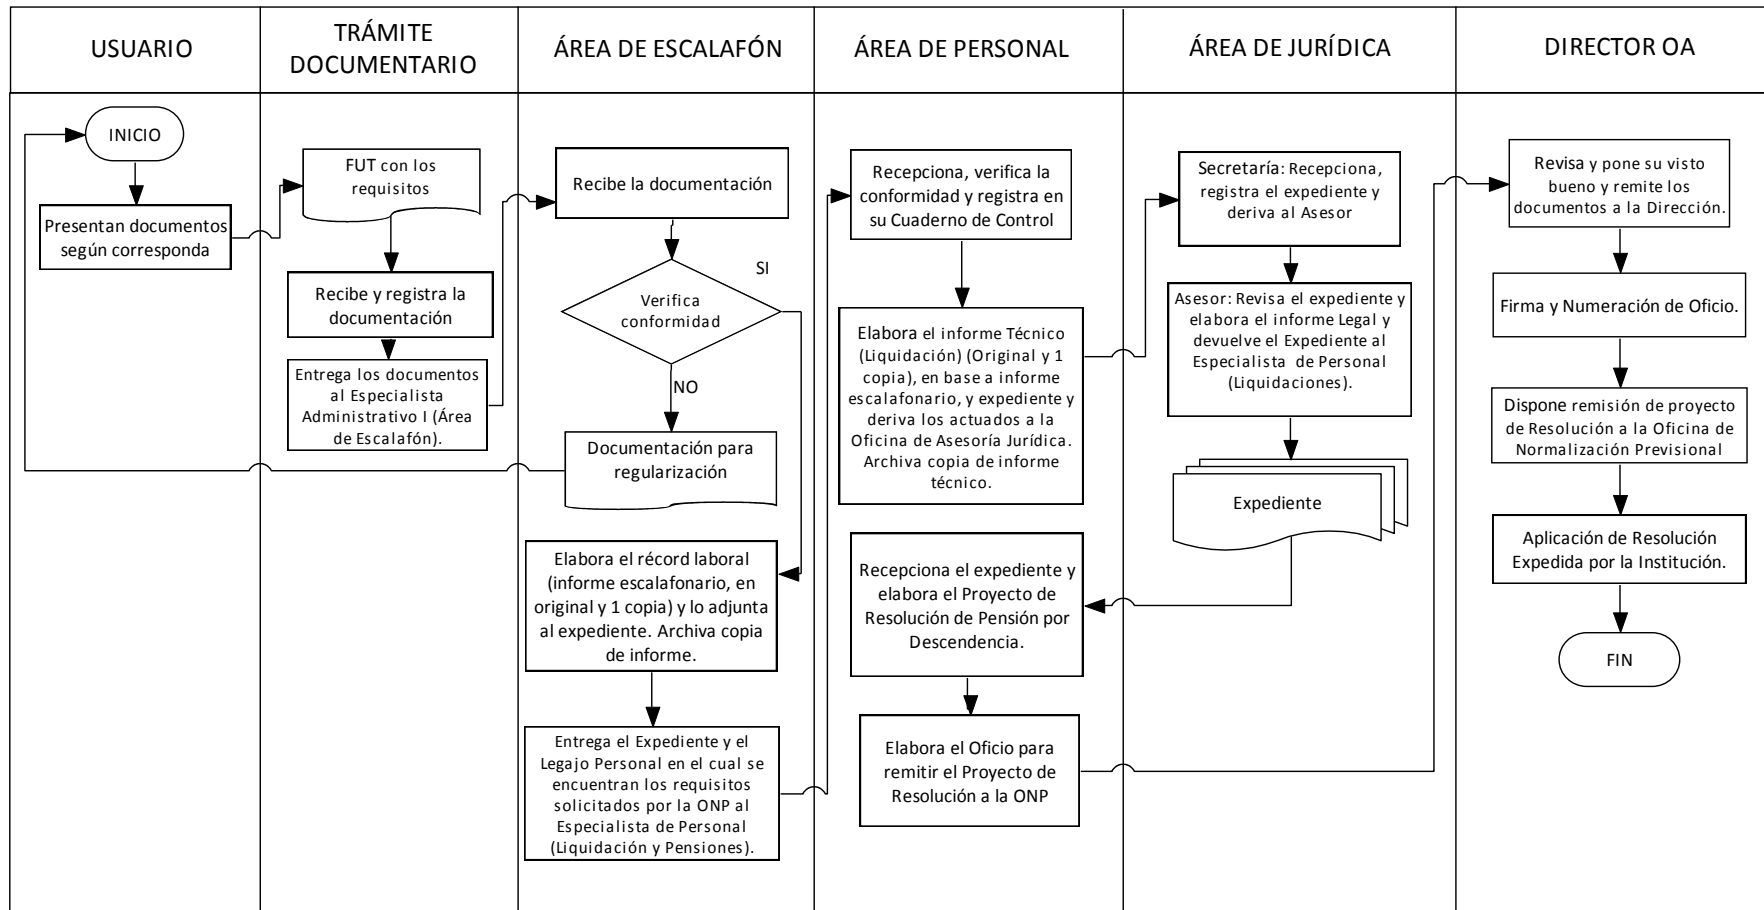 USUARIO
TRÁMITE
DOCUMENTARIO
ÁREA DE ESCALAFÓN
ÁREA DE PERSONAL
ÁREA DE JURÍDICA
DIRECTOR OA
INICIO
Presentan documentos
según corresponda
FUT con los
requisitos
Recibe y registra la
documentación
Entrega los documentos
al Especialista
Administrativo I (Área
de Escalafón).
Recibe la documentación
Verifica
conformidad
SI
NO
Documentación para
regularización
Elabora el récord laboral
(informe escalafonario, en
original y 1 copia) y lo adjunta
al expediente. Archiva copia
de informe.
Entrega el Expediente y el
Legajo Personal en el cual se
encuentran los requisitos
solicitados por la ONP al
Especialista de Personal
(Liquidación y Pensiones).
Recepciona, verifica la
conformidad y registra en
su Cuaderno de Control
Elabora el informe Técnico
(Liquidación) (Original y 1
copia), en base a informe
escalafonario, y expediente y
deriva los actuados a la
Oficina de Asesoría Jurídica.
Archiva copia de informe
técnico.
Recepciona el expediente y
elabora el Proyecto de
Resolución de Pensión por
Descendencia.
Elabora el Oficio para
remitir el Proyecto de
Resolución a la ONP
Secretaría: Recepciona,
registra el expediente y
deriva al Asesor
Asesor: Revisa el expediente y
elabora el informe Legal y
devuelve el Expediente al
Especialista de Personal
(Liquidaciones).
Expediente
Revisa y pone su visto
bueno y remite los
documentos a la Dirección.
Firma y Numeración de Oficio.
Dispone remisión de proyecto
de Resolución a la Oficina de
Normalización Previsional
Aplicación de Resolución
Expedida por la Institución.
FIN